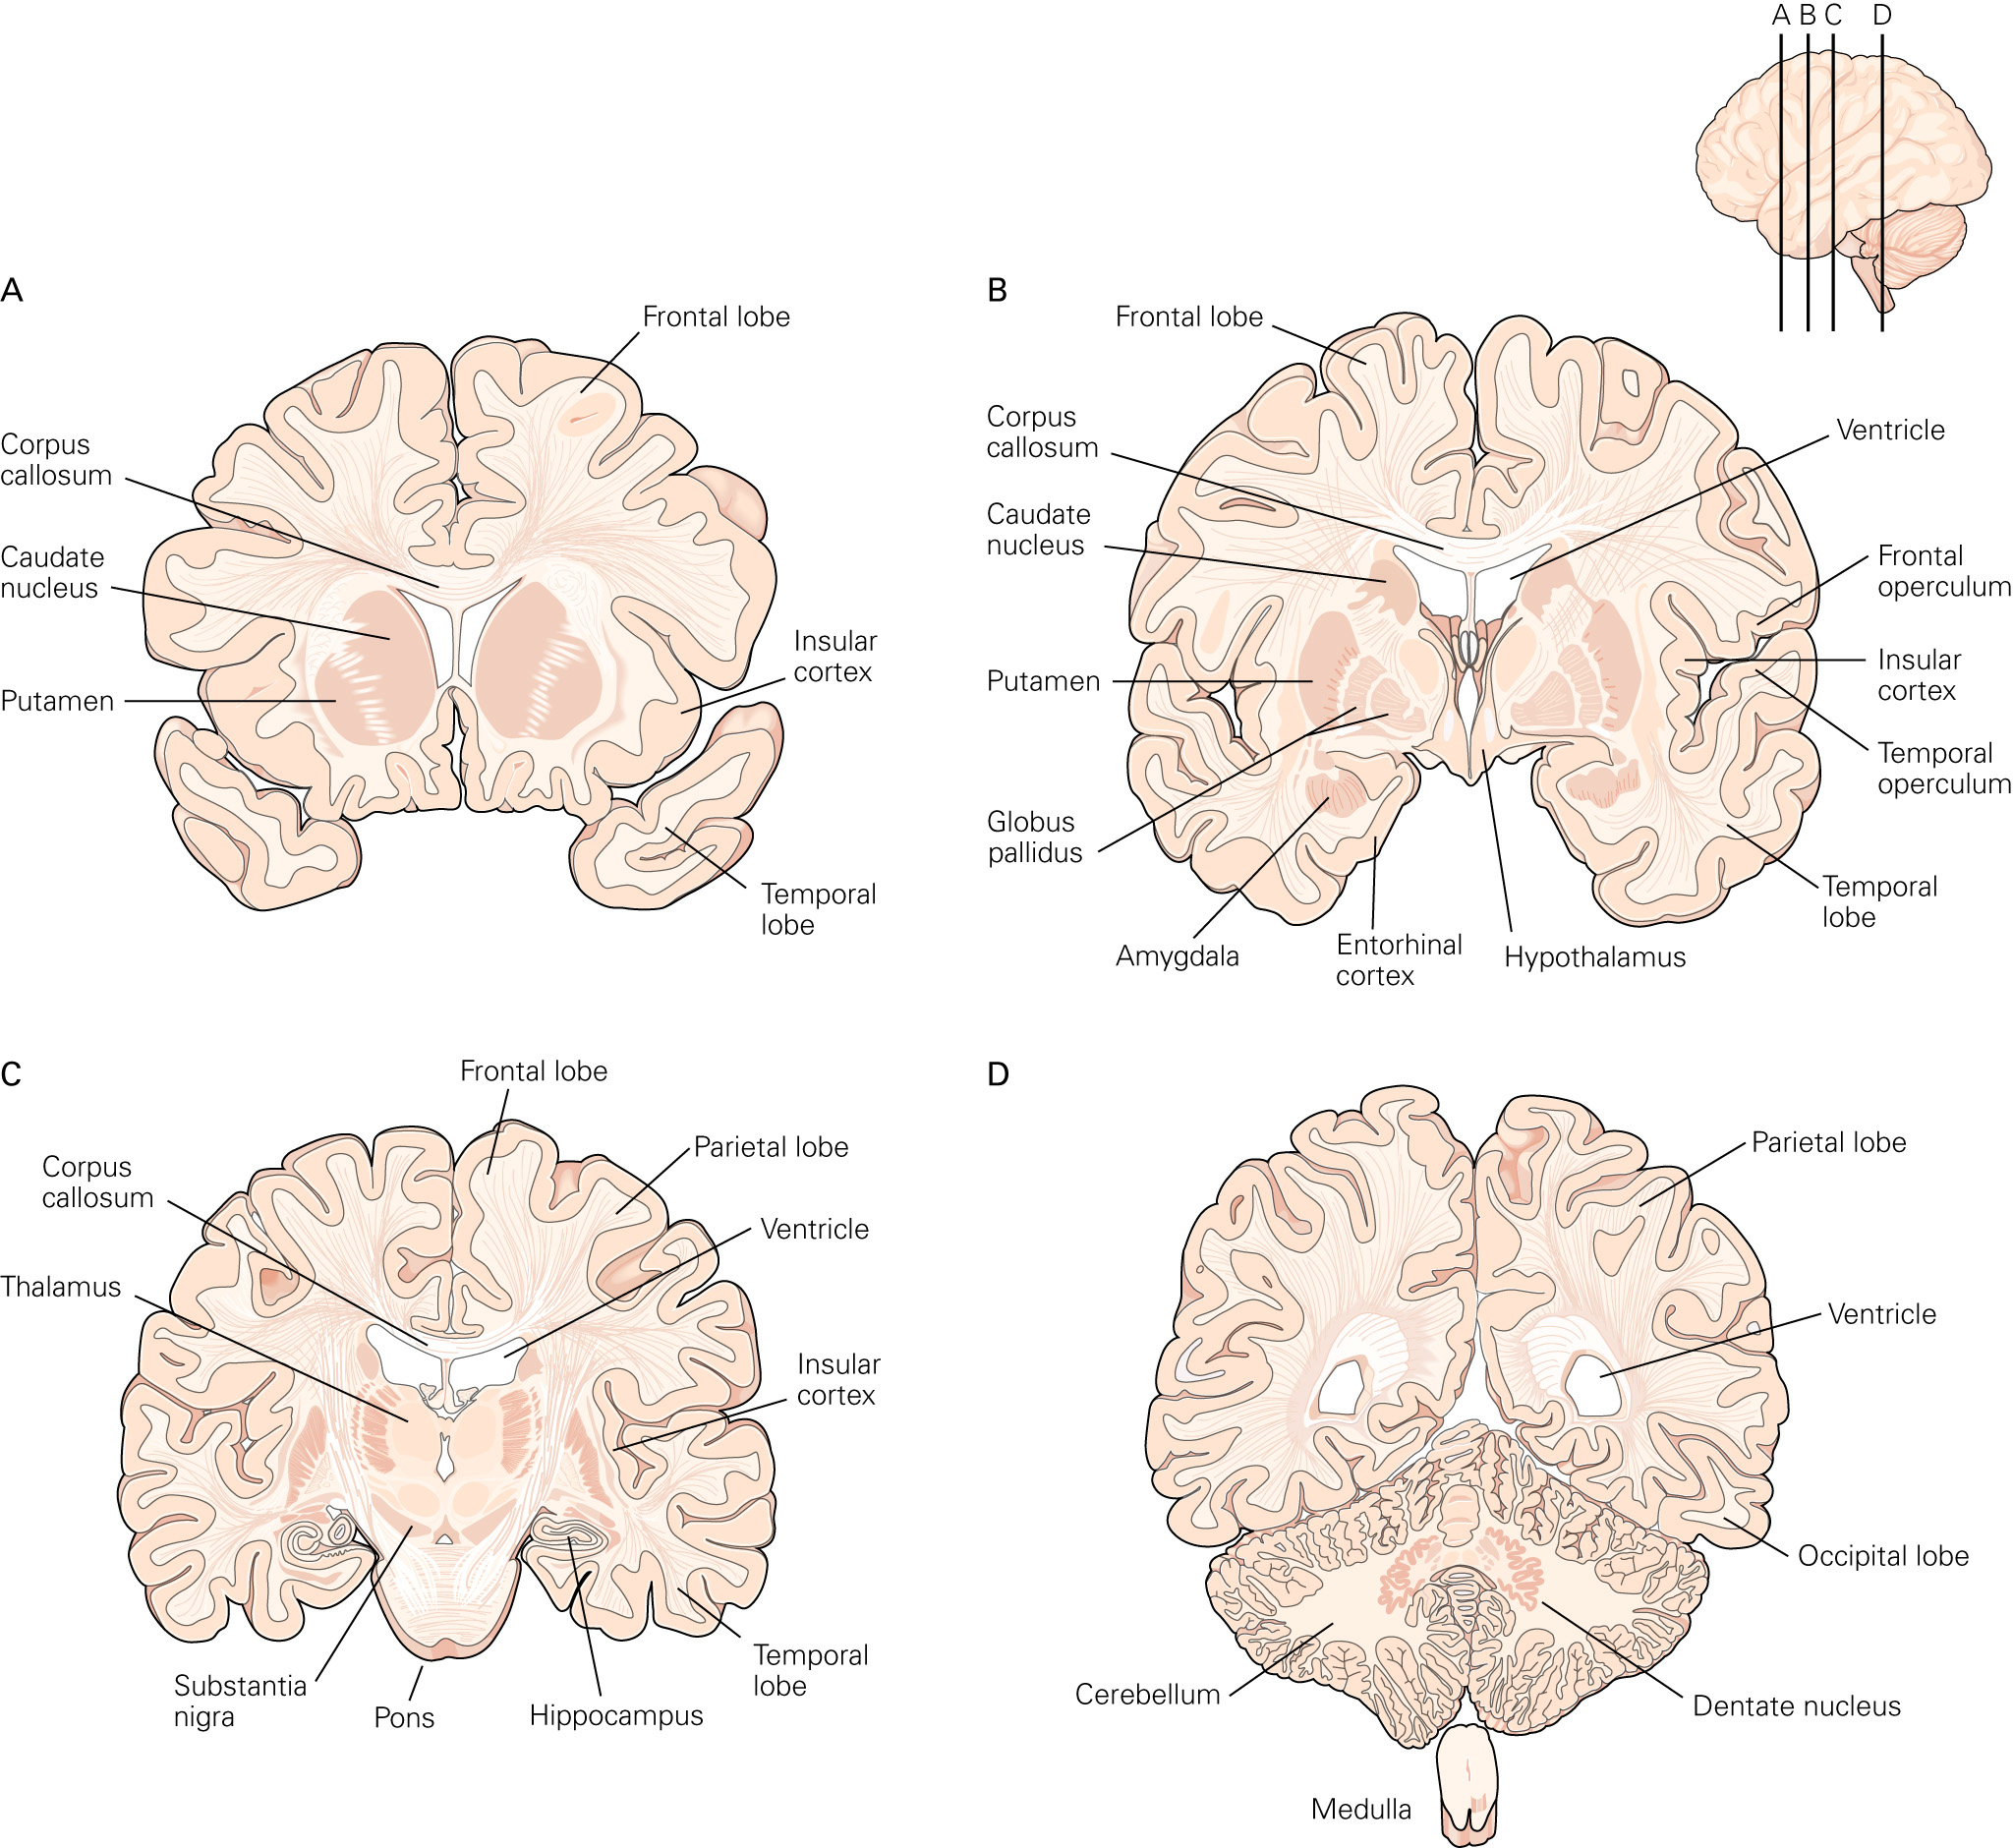 A B C D
A
Frontal lobe
Corpus
callosum
Caudate
nucleus
Putamen
Insular
cortex
Temporal
lobe
B
Frontal lobe
Corpus
callosum
Caudate
nucleus
Putamen
Globus
pallidus
Amygdala
Entorhinal
cortex
Hypothalamus
Ventricle
Frontal
operculum
Insular
cortex
Temporal
operculum
Temporal
lobe
C
Frontal lobe
Corpus
callosum
Thalamus
Parietal lobe
Ventricle
Insular
cortex
Substantia
nigra
Pons
Hippocampus
Temporal
lobe
D
Parietal lobe
Ventricle
Occipital lobe
Cerebellum
Dentate nucleus
Medulla